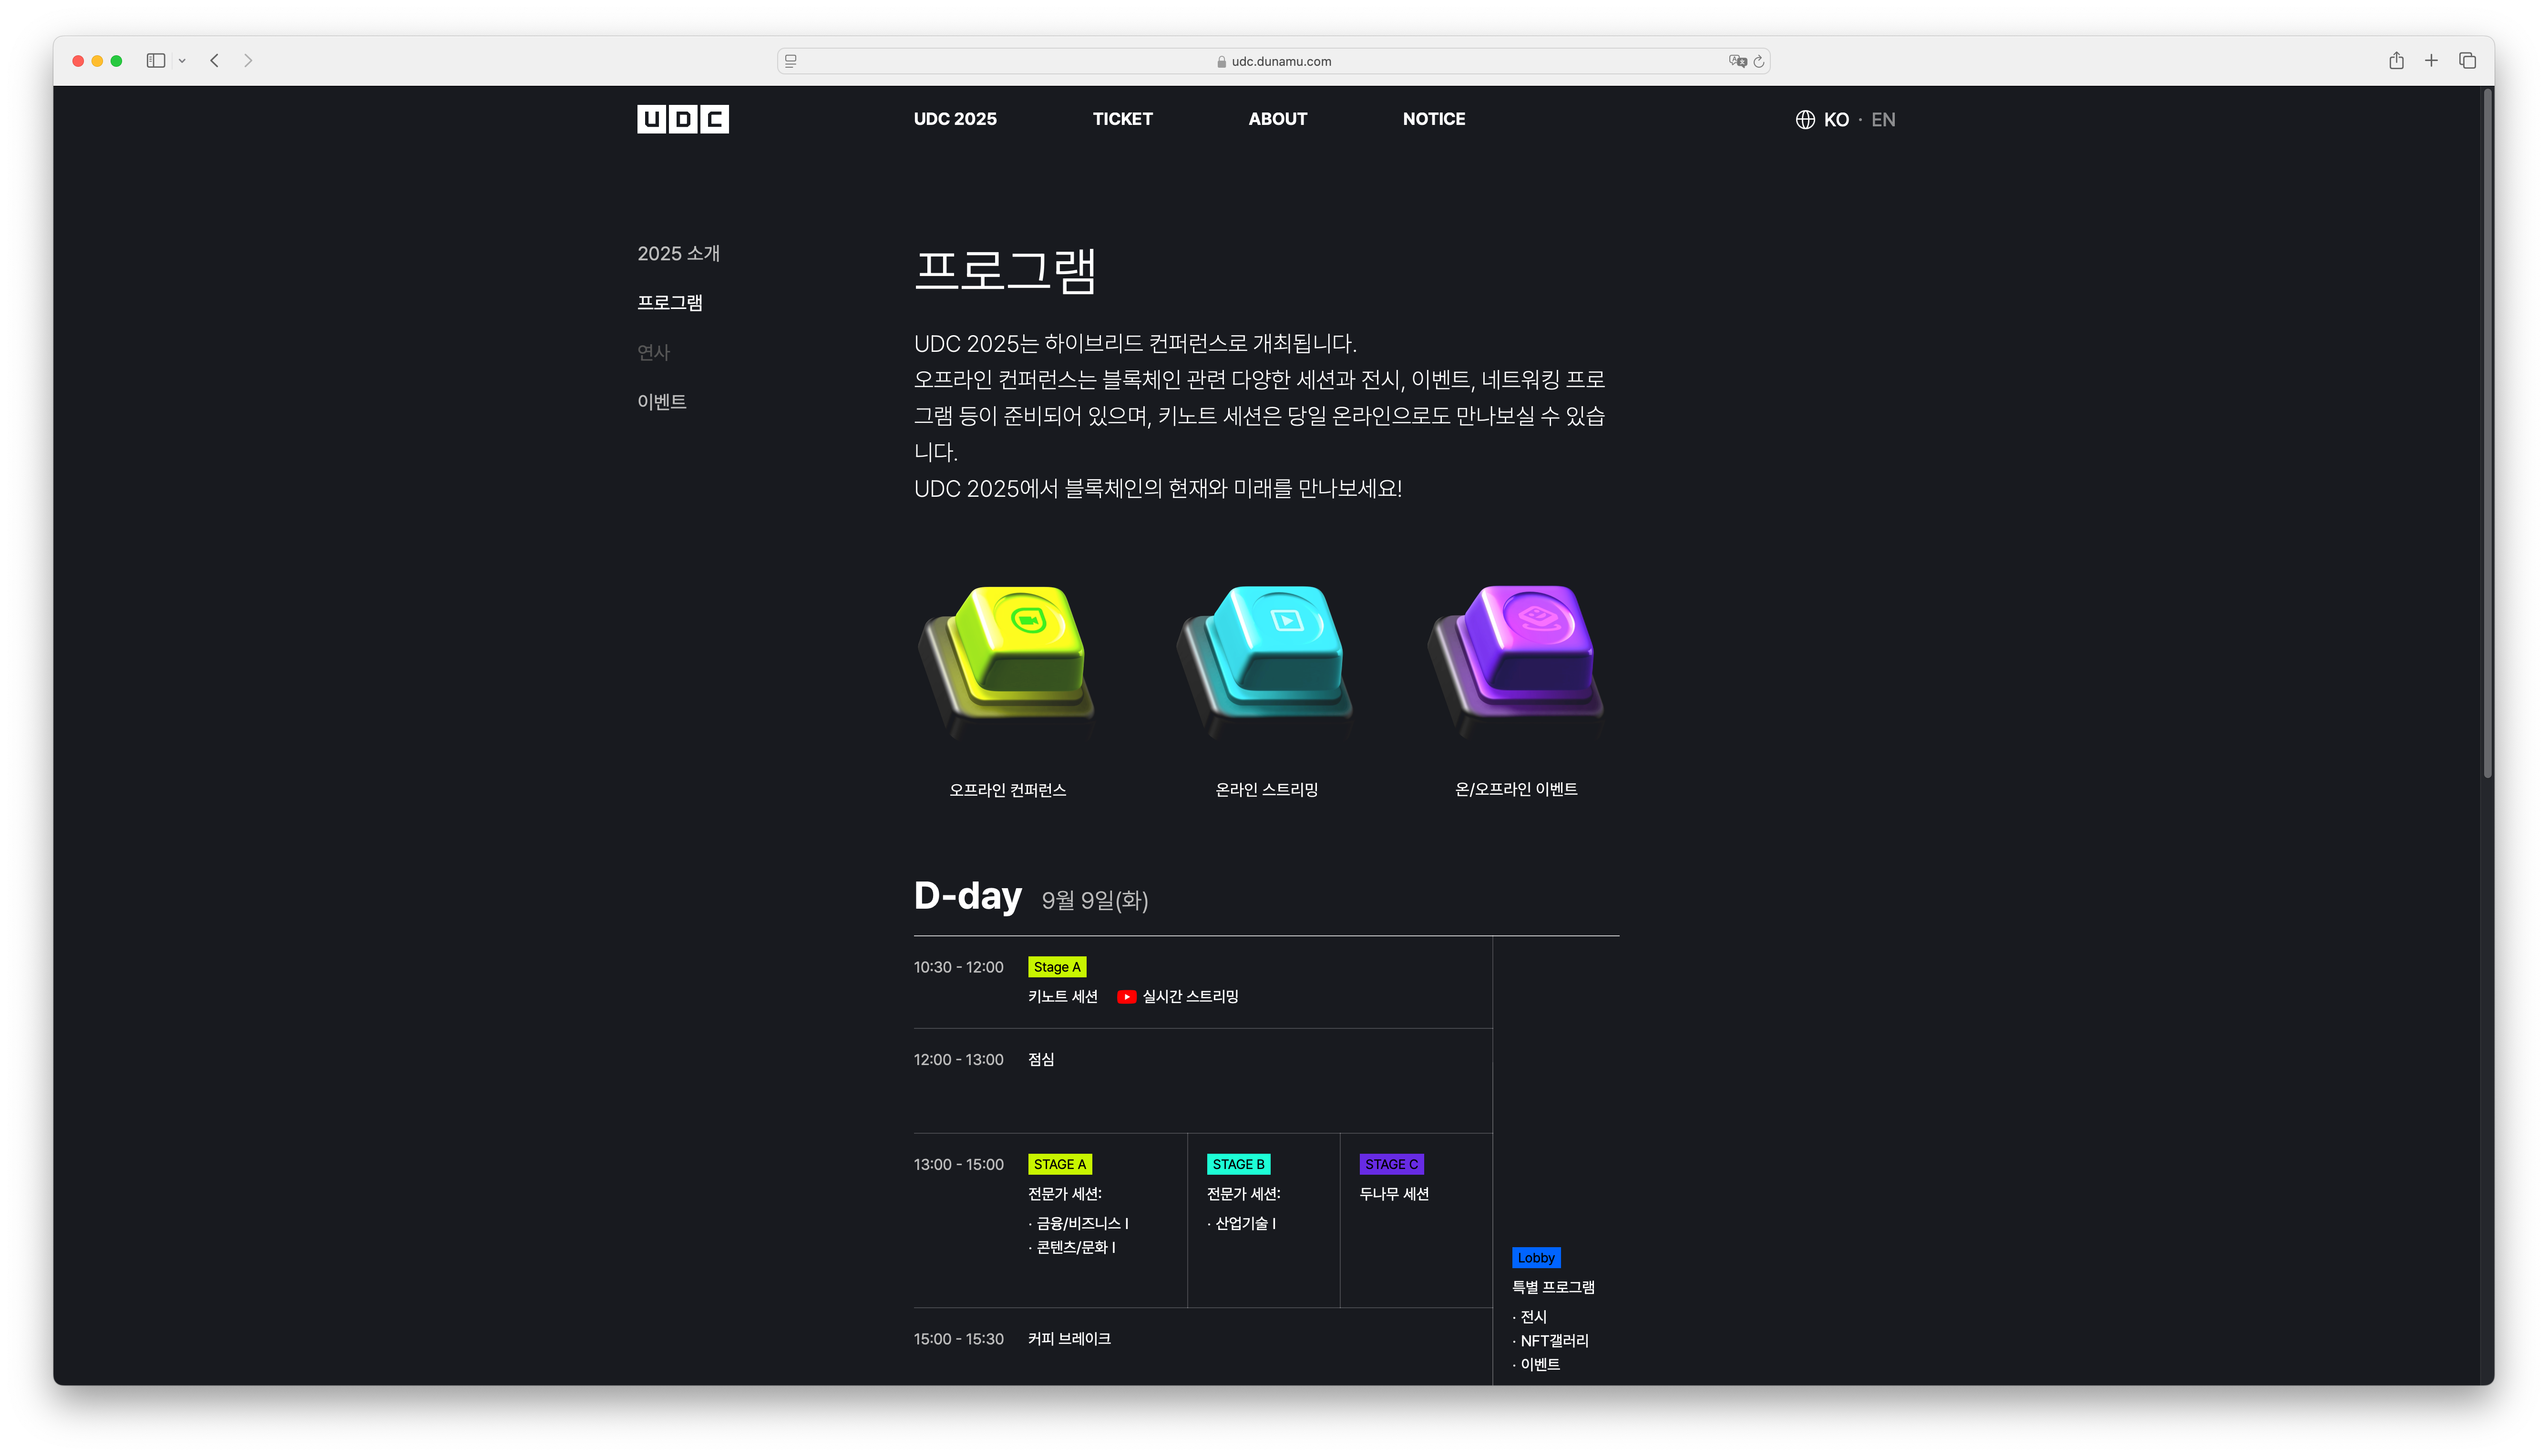 udc.dunamu.com
UDC
UDC 2025
TICKET
ABOUT
NOTICE
KO · EN
2025 소개
프로그램
연사
이벤트
프로그램
UDC 2025는 하이브리드 컨퍼런스로 개최됩니다.
오프라인 컨퍼런스는 블록체인 관련 다양한 세션과 전시, 이벤트, 네트워킹 프로
그램 등이 준비되어 있으며, 키노트 세션은 당일 온라인으로도 만나보실 수 있습
니다.
UDC 2025에서 블록체인의 현재와 미래를 만나보세요!
오프라인 컨퍼런스
온라인 스트리밍
온/오프라인 이벤트
D-day 9월 9일(화)
10:30 - 12:00
Stage A
키노트 세션 실시간 스트리밍
12:00 - 13:00 점심
13:00 - 15:00
STAGE A
전문가 세션:
· 금융/비즈니스 I
· 콘텐츠/문화 I
STAGE B
전문가 세션:
· 산업기술 I
STAGE C
두나무 세션
15:00 - 15:30 커피 브레이크
Lobby
특별 프로그램
· 전시
· NFT갤러리
· 이벤트